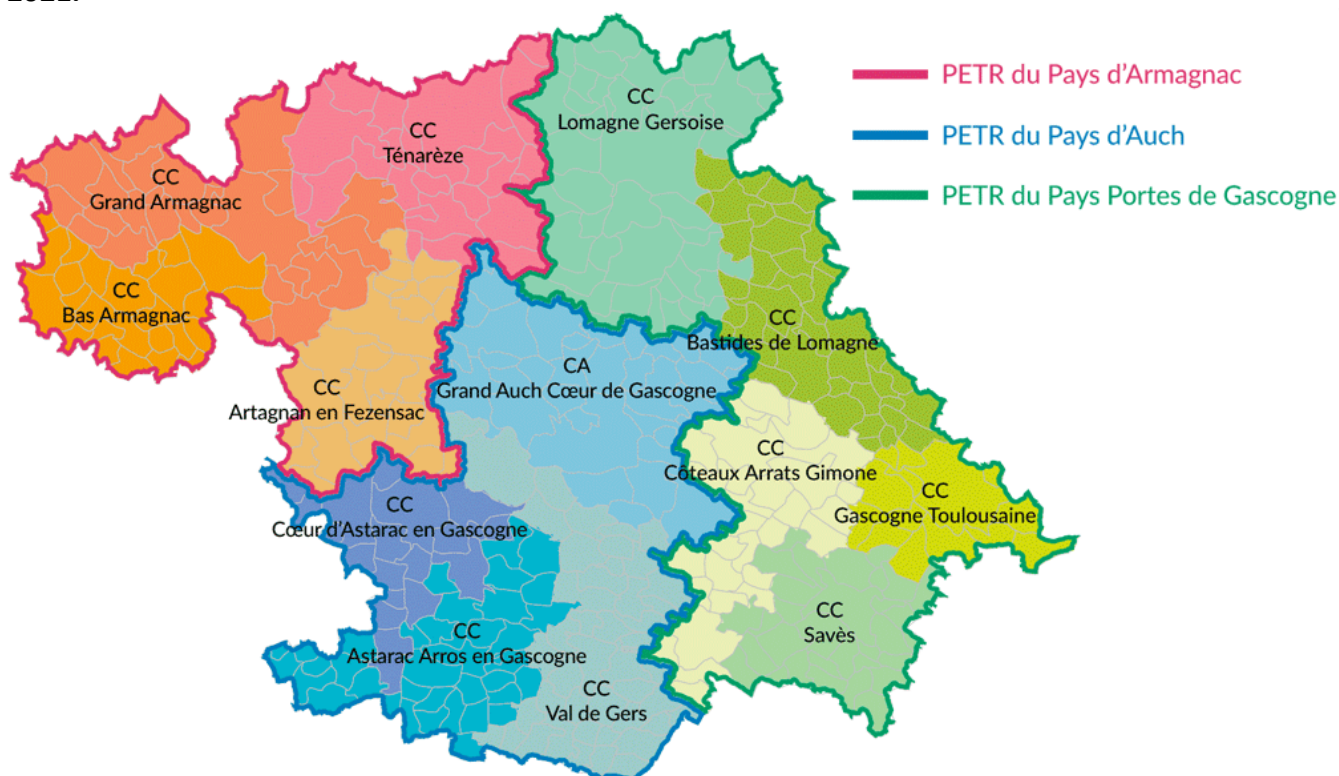 CC
Lomagne Gersoise
CC
Ténarèze
CC
Grand Armagnac
CC
Bas Armagnac
CC
Bastides de Lomagne
CA
Grand Auch Cœur de Gascogne
CC
Artagnan en Fezensac
CC
Côteaux Arrats Gimone
CC
Gascogne Toulousaine
CC
Cœur d'Astarac en Gascogne
CC
Savès
CC
Astarac Arros en Gascogne
CC
Val de Gers
PETR du Pays d'Armagnac
PETR du Pays d'Auch
PETR du Pays Portes de Gascogne